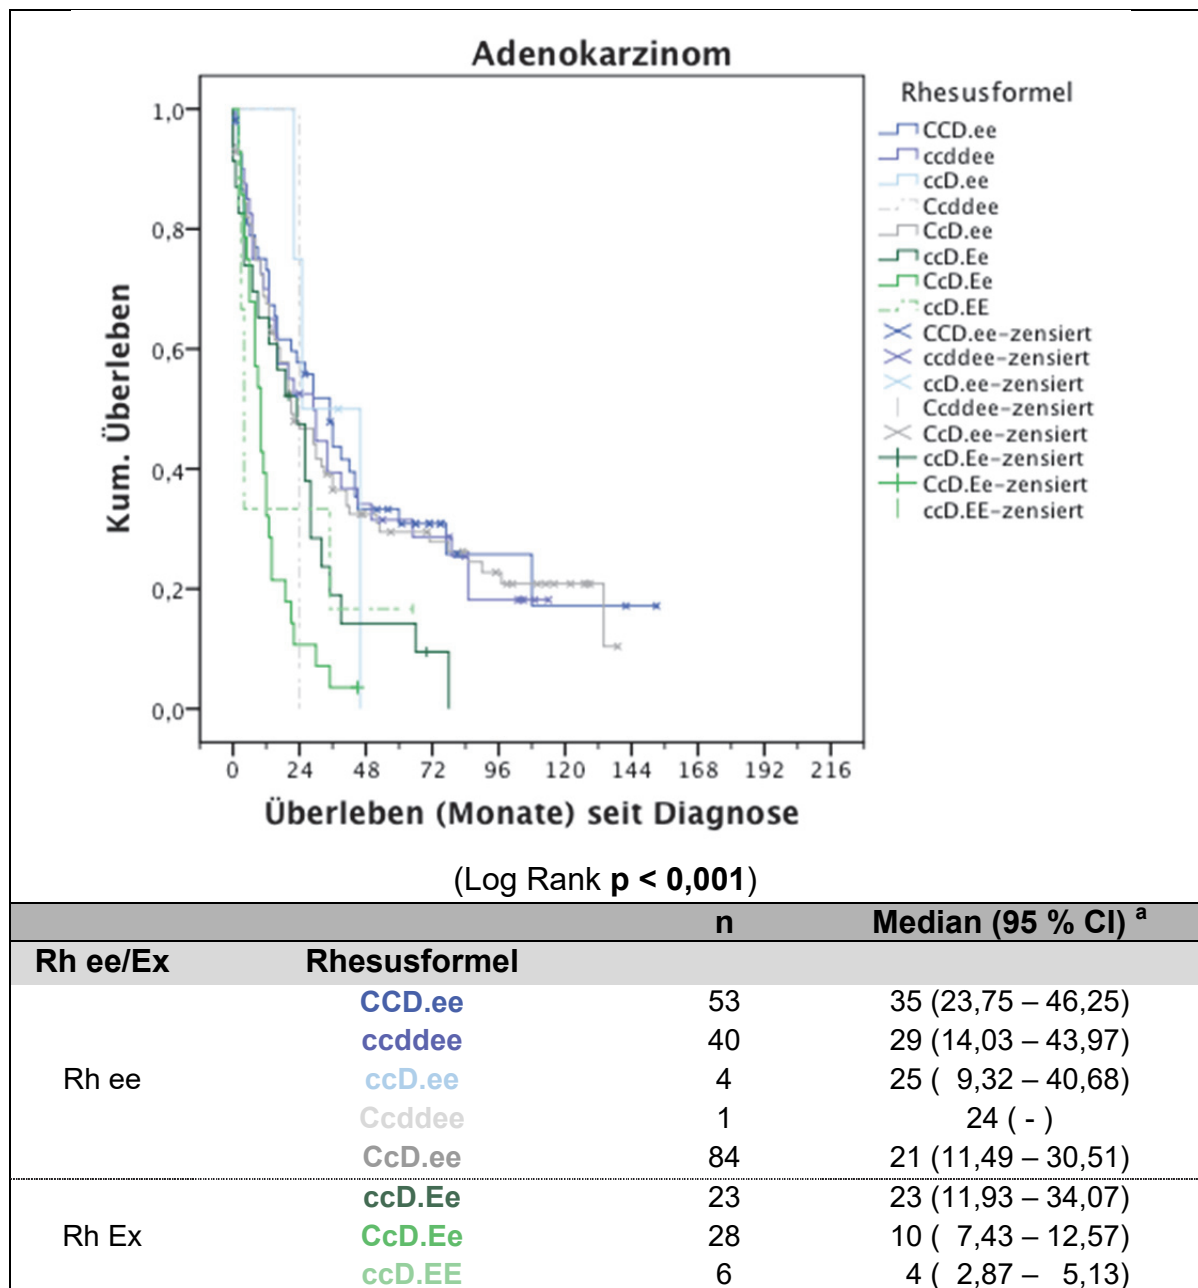 Adenokarzinom
Kum. Überleben
1,0
0,8
0,6
0,4
0,2
0,0
0 24 48 72 96 120 144 168 192 216
Überleben (Monate) seit Diagnose
Rhesusformel
CCD.ee
ccddee
ccD.ee
Ccddee
CcD.ee
ccD.Ee
CcD.Ee
ccD.EE
CCD.ee-zensiert
ccddee-zensiert
ccD.ee-zensiert
Ccddee-zensiert
CcD.ee-zensiert
ccD.Ee-zensiert
CcD.Ee-zensiert
ccD.EE-zensiert
(Log Rank p < 0,001)
n Median (95 % CI) a
Rh ee/Ex Rhesusformel
CCD.ee 53 35 (23,75 – 46,25)
ccddee 40 29 (14,03 – 43,97)
Rh ee ccD.ee 4 25 ( 9,32 – 40,68)
Ccddee 1 24 ( - )
CcD.ee 84 21 (11,49 – 30,51)
ccD.Ee 23 23 (11,93 – 34,07)
Rh Ex CcD.Ee 28 10 ( 7,43 – 12,57)
ccD.EE 6 4 ( 2,87 – 5,13)